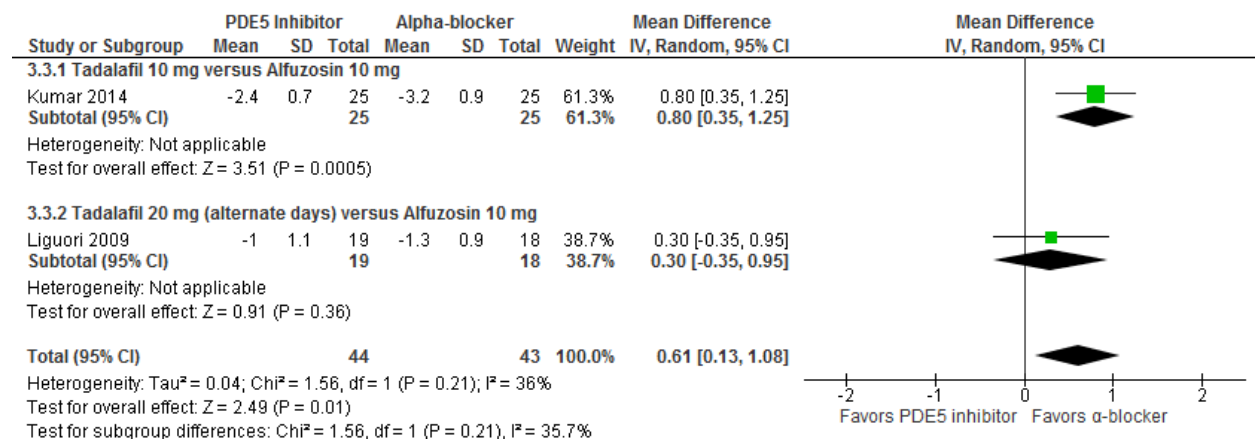 PDE5 Inhibitor Alpha-blocker Mean Difference Mean Difference
Study or Subgroup Mean SD Total Mean SD Total Weight IV, Random, 95% CI IV, Random, 95% CI
3.3.1 Tadalafil 10 mg versus Alfuzosin 10 mg
Kumar 2014 -2.4 0.7 25 -3.2 0.9 25 61.3% 0.80 [0.35, 1.25]
Subtotal (95% CI) 25 25 61.3% 0.80 [0.35, 1.25]
Heterogeneity: Not applicable
Test for overall effect: Z = 3.51 (P = 0.0005)
3.3.2 Tadalafil 20 mg (alternate days) versus Alfuzosin 10 mg
Liguori 2009 -1 1.1 19 -1.3 0.9 18 38.7% 0.30 [-0.35, 0.95]
Subtotal (95% CI) 19 18 38.7% 0.30 [-0.35, 0.95]
Heterogeneity: Not applicable
Test for overall effect: Z = 0.91 (P = 0.36)
Total (95% CI) 44 43 100.0% 0.61 [0.13, 1.08]
Heterogeneity: Tau² = 0.04; Chi² = 1.56, df = 1 (P = 0.21); I² = 36%
Test for overall effect: Z = 2.49 (P = 0.01)
Test for subgroup differences: Chi² = 1.56, df = 1 (P = 0.21), I² = 35.7%
-2 -1 0 1 2
Favors PDE5 inhibitor Favors α-blocker